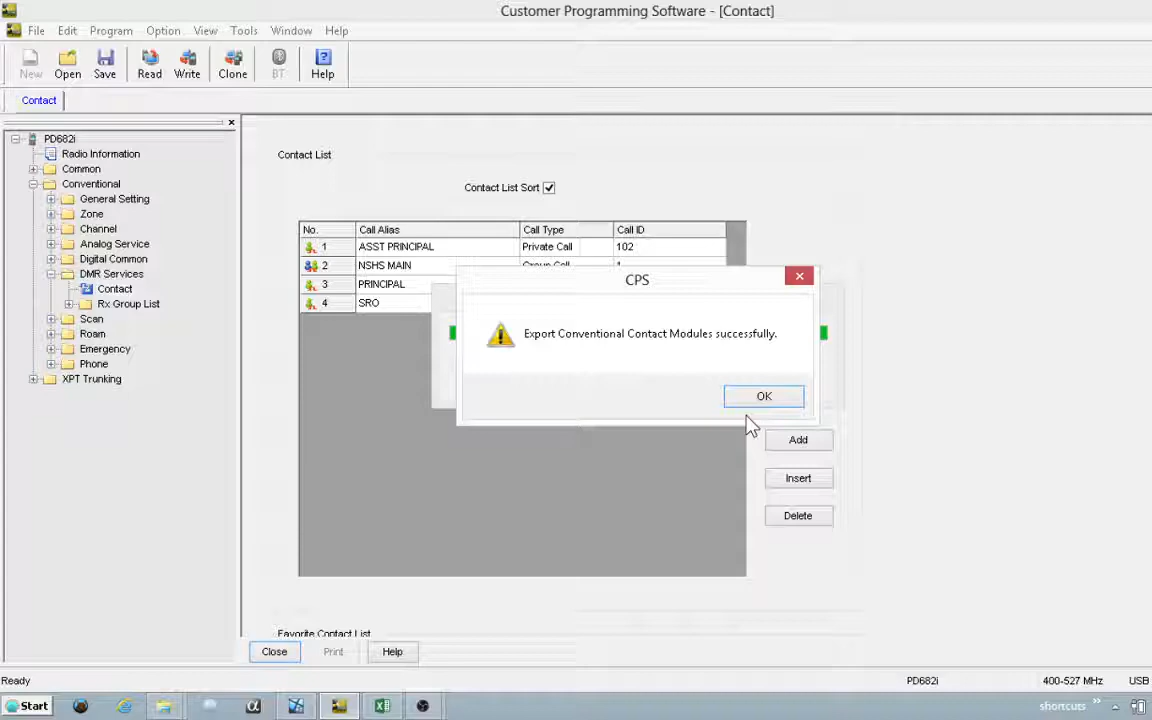 Customer Programming Software - [Contact]
File Edit Program Option View Tools Window Help
New Open Save Read Write Clone BT Help
Contact
PD682i
Radio Information
Common
Conventional
General Setting
Zone
Channel
Analog Service
Digital Common
DMR Services
Contact
Rx Group List
Scan
Roam
Emergency
Phone
XPT Trunking
Contact List
Contact List Sort
No. Call Alias Call Type Call ID
1 ASST PRINCIPAL Private Call 102
2 NSHS MAIN Group Call 1
3 PRINCIPAL
4 SRO
CPS
Export Conventional Contact Modules successfully.
OK
Add
Insert
Delete
Favorite Contact List
Close Print Help
Ready PD682i 400-527 MHz USB
Start shortcuts